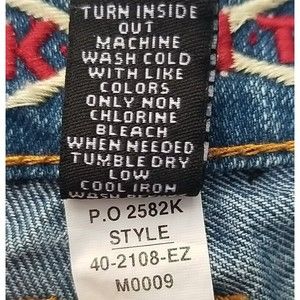 TURN INSIDE
OUT
MACHINE
WASH COLD
WITH LIKE
COLORS
ONLY NON
CHLORINE
BLEACH
WHEN NEEDED
TUMBLE DRY
LOW
COOL IRON
P.O 2582K
STYLE
40-2108-EZ
M0009